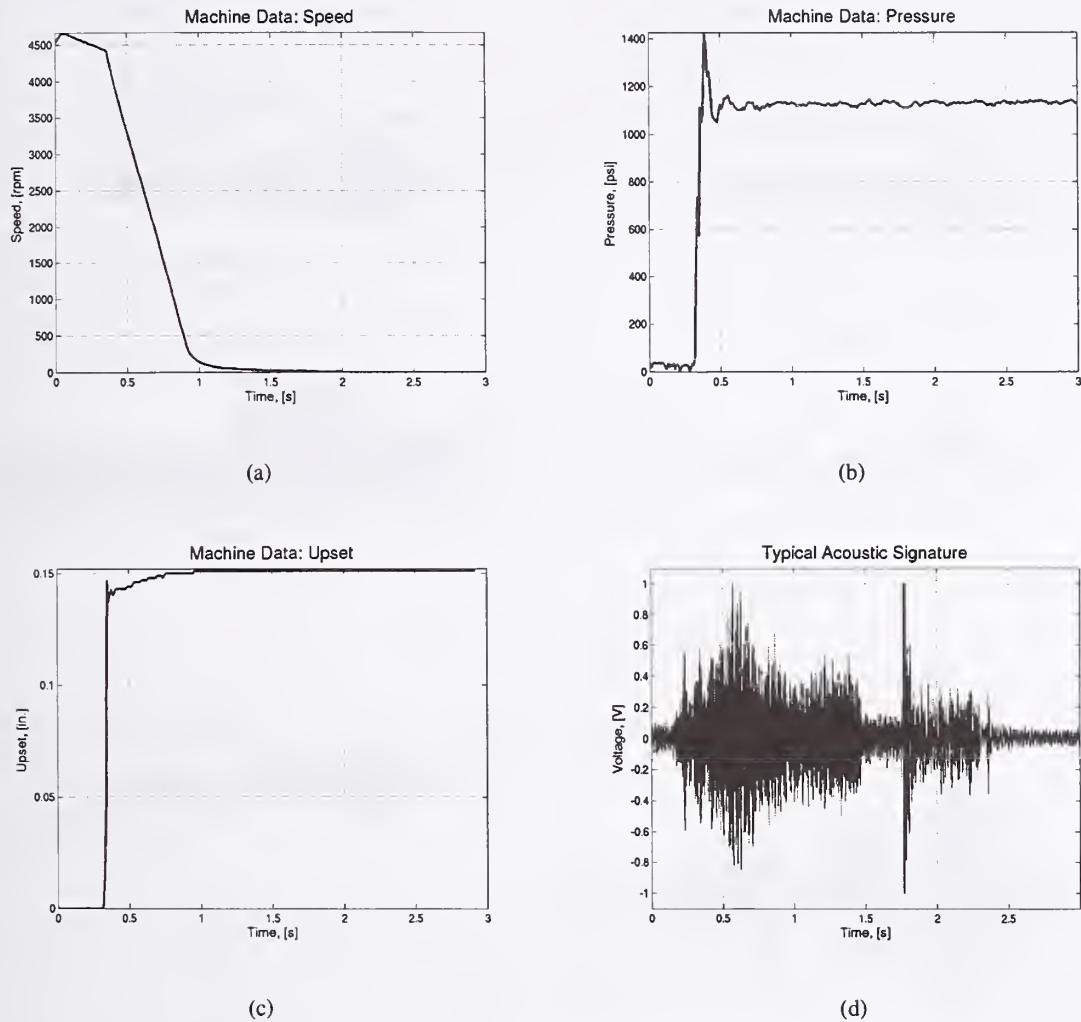 Machine Data: Speed
4500
4000
3500
3000
2500
2000
1500
1000
500
0
Speed, [rpm]
0 0.5 1 1.5 2 2.5 3
Time, [s]
(a)
Machine Data: Pressure
1400
1200
1000
800
600
400
200
0
Pressure, [psi]
0 0.5 1 1.5 2 2.5 3
Time, [s]
(b)
Machine Data: Upset
0.15
0.1
0.05
0
Upset, [in.]
0 0.5 1 1.5 2 2.5 3
Time, [s]
(c)
Typical Acoustic Signature
1
0.8
0.6
0.4
0.2
0
-0.2
-0.4
-0.6
-0.8
-1
Voltage, [V]
0 0.5 1 1.5 2 2.5
Time, [s]
(d)